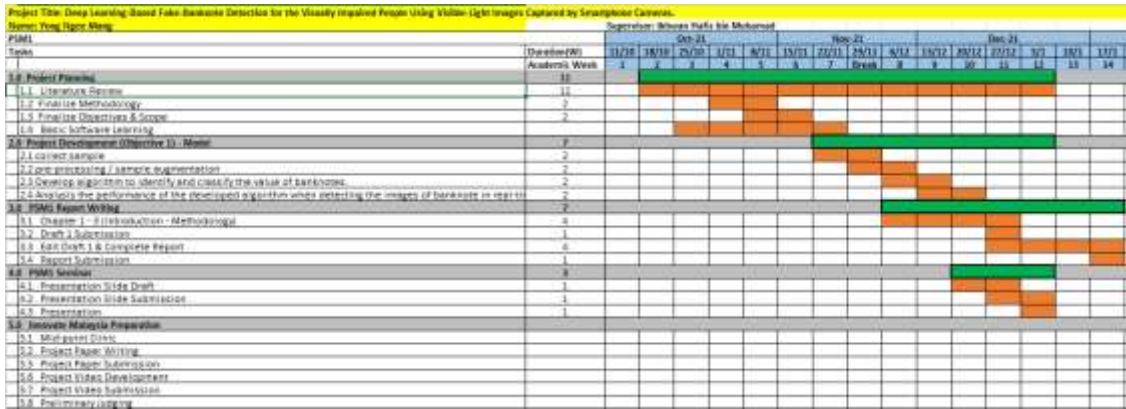 Project Title: Deep Learning-Based Fake-Banknote Detection for the Visually Impaired People Using Visible-Light Images Captured by Smartphone Cameras.
Name: Yong Ngee Supervisor: bin Mohamad
PSM1 Oct-21 Nov-21 Dec-21
Tasks Duration(W) 11/10 18/10 25/10 1/11 8/11 15/11 22/11 29/11 6/12 13/12 20/12 27/12 3/1 10/1 17/1
Academic Week 1 2 3 4 5 6 7 Break 8 9 10 11 12 13 14
1.0 Project Planning
1.1 Literature Review 12
1.2 Finalize Methodology 2
1.3 Finalize Objectives & Scope 2
Basic Software Learning
2.0 Project Development (Objective 1) - Model 7
2.1 sample 2
2.2 pre-processing / sample augmentation 2
2.3 Develop algorithm to identify and classify the value of banknotes. 2
2.4 Analysis the performance of the developed algorithm when detecting the images of banknote in real 2
3.0 PSM1 Report Writing 7
3.1 Chapter 1 - 3 (Introduction - Methodology) 4
3.2 Draft 1 Submission 1
3.3 Edit Draft 1 & Complete Report 4
3.4 Report Submission 1
4.0 PSM1 Seminar 3
4.1 Presentation Slide Draft 1
4.2 Presentation Slide Submission 1
4.3 Presentation 1
5.0 Innovate Malaysia Preparation
5.1 Mid-point Clinic
5.2 Project Paper Writing
Project Paper Submission
5.6 Project Video Development
5.7 Project Video Submission
5.8 Preliminary Judging